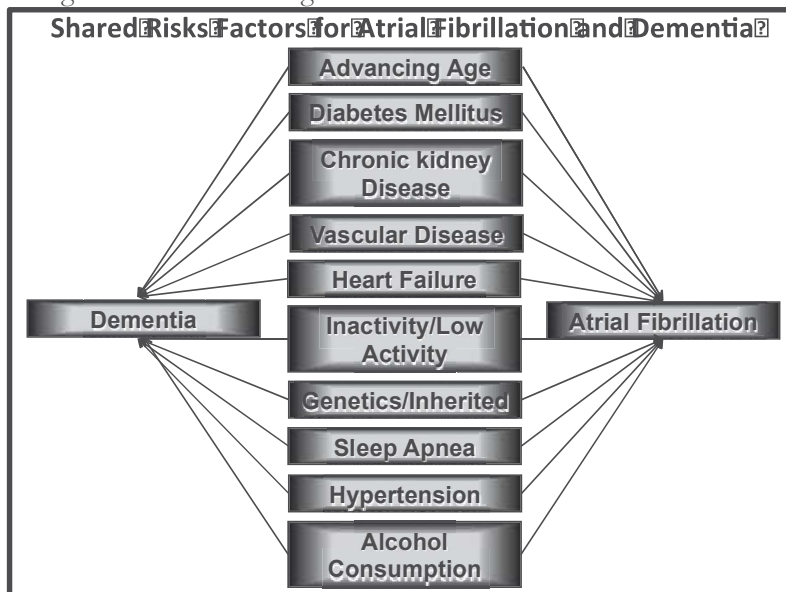 Shared Risks Factors for Atrial Fibrillation and Dementia
Advancing Age
Diabetes Mellitus
Chronic kidney
Disease
Vascular Disease
Heart Failure
Dementia
Inactivity/Low
Activity
Atrial Fibrillation
Genetics/Inherited
Sleep Apnea
Hypertension
Alcohol
Consumption